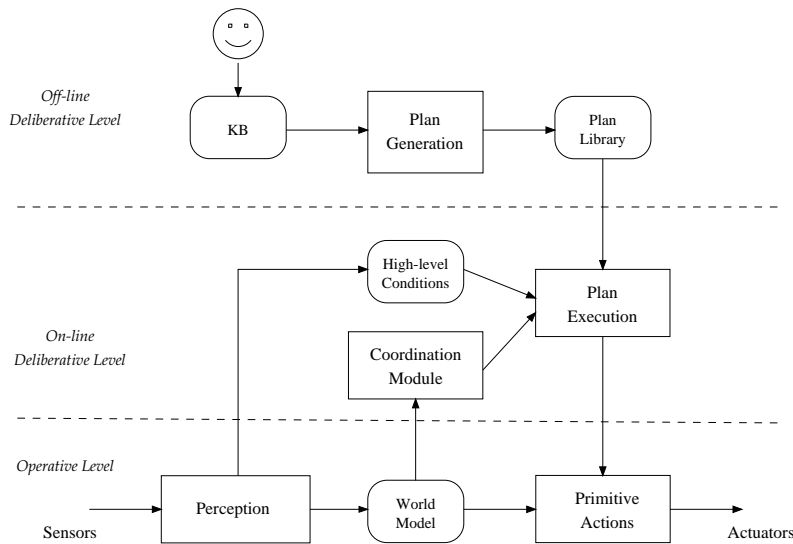 Off-line
Deliberative Level
KB
Plan
Generation
Plan
Library
High-level
Conditions
Plan
Execution
On-line
Deliberative Level
Coordination
Module
Operative Level
Perception
World
Model
Primitive
Actions
Sensors
Actuators